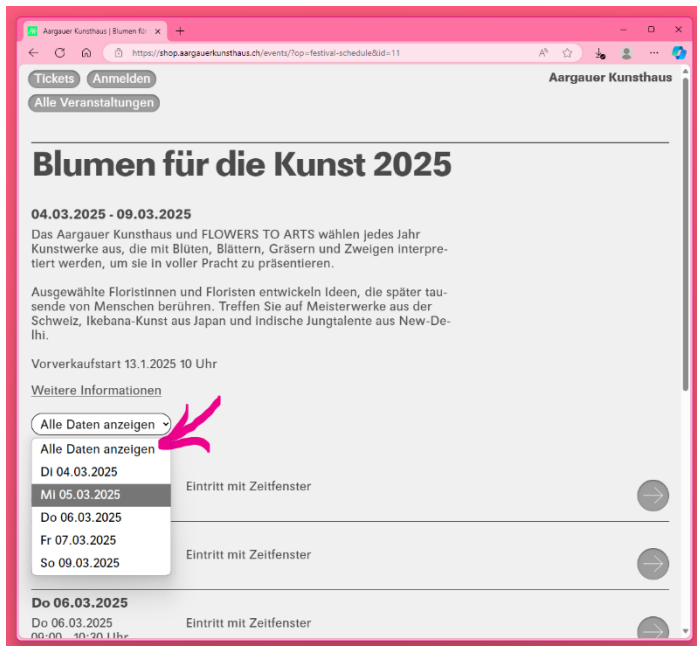 Aargauer Kunsthaus | Blumen für
https://shop.aargauerkunsthaus.ch/events/?op=festival-schedule&id=11
Tickets Anmelden Aargauer Kunsthaus
Alle Veranstaltungen
Blumen für die Kunst 2025
04.03.2025 - 09.03.2025
Das Aargauer Kunsthaus und FLOWERS TO ARTS wählen jedes Jahr
Kunstwerke aus, die mit Blüten, Blättern, Gräsern und Zweigen interpre-
tiert werden, um sie in voller Pracht zu präsentieren.
Ausgewählte Floristinnen und Floristen entwickeln Ideen, die später tau-
sende von Menschen berühren. Treffen Sie auf Meisterwerke aus der
Schweiz, Ikebana-Kunst aus Japan und indische Jungtalente aus New-De-
lhi.
Vorverkaufstart 13.1.2025 10 Uhr
Weitere Informationen
Alle Daten anzeigen
Alle Daten anzeigen
Di 04.03.2025
Mi 05.03.2025 Eintritt mit Zeitfenster
Do 06.03.2025
Fr 07.03.2025
So 09.03.2025 Eintritt mit Zeitfenster
Do 06.03.2025
Do 06.03.2025 Eintritt mit Zeitfenster
09:00 - 10:30 Uhr